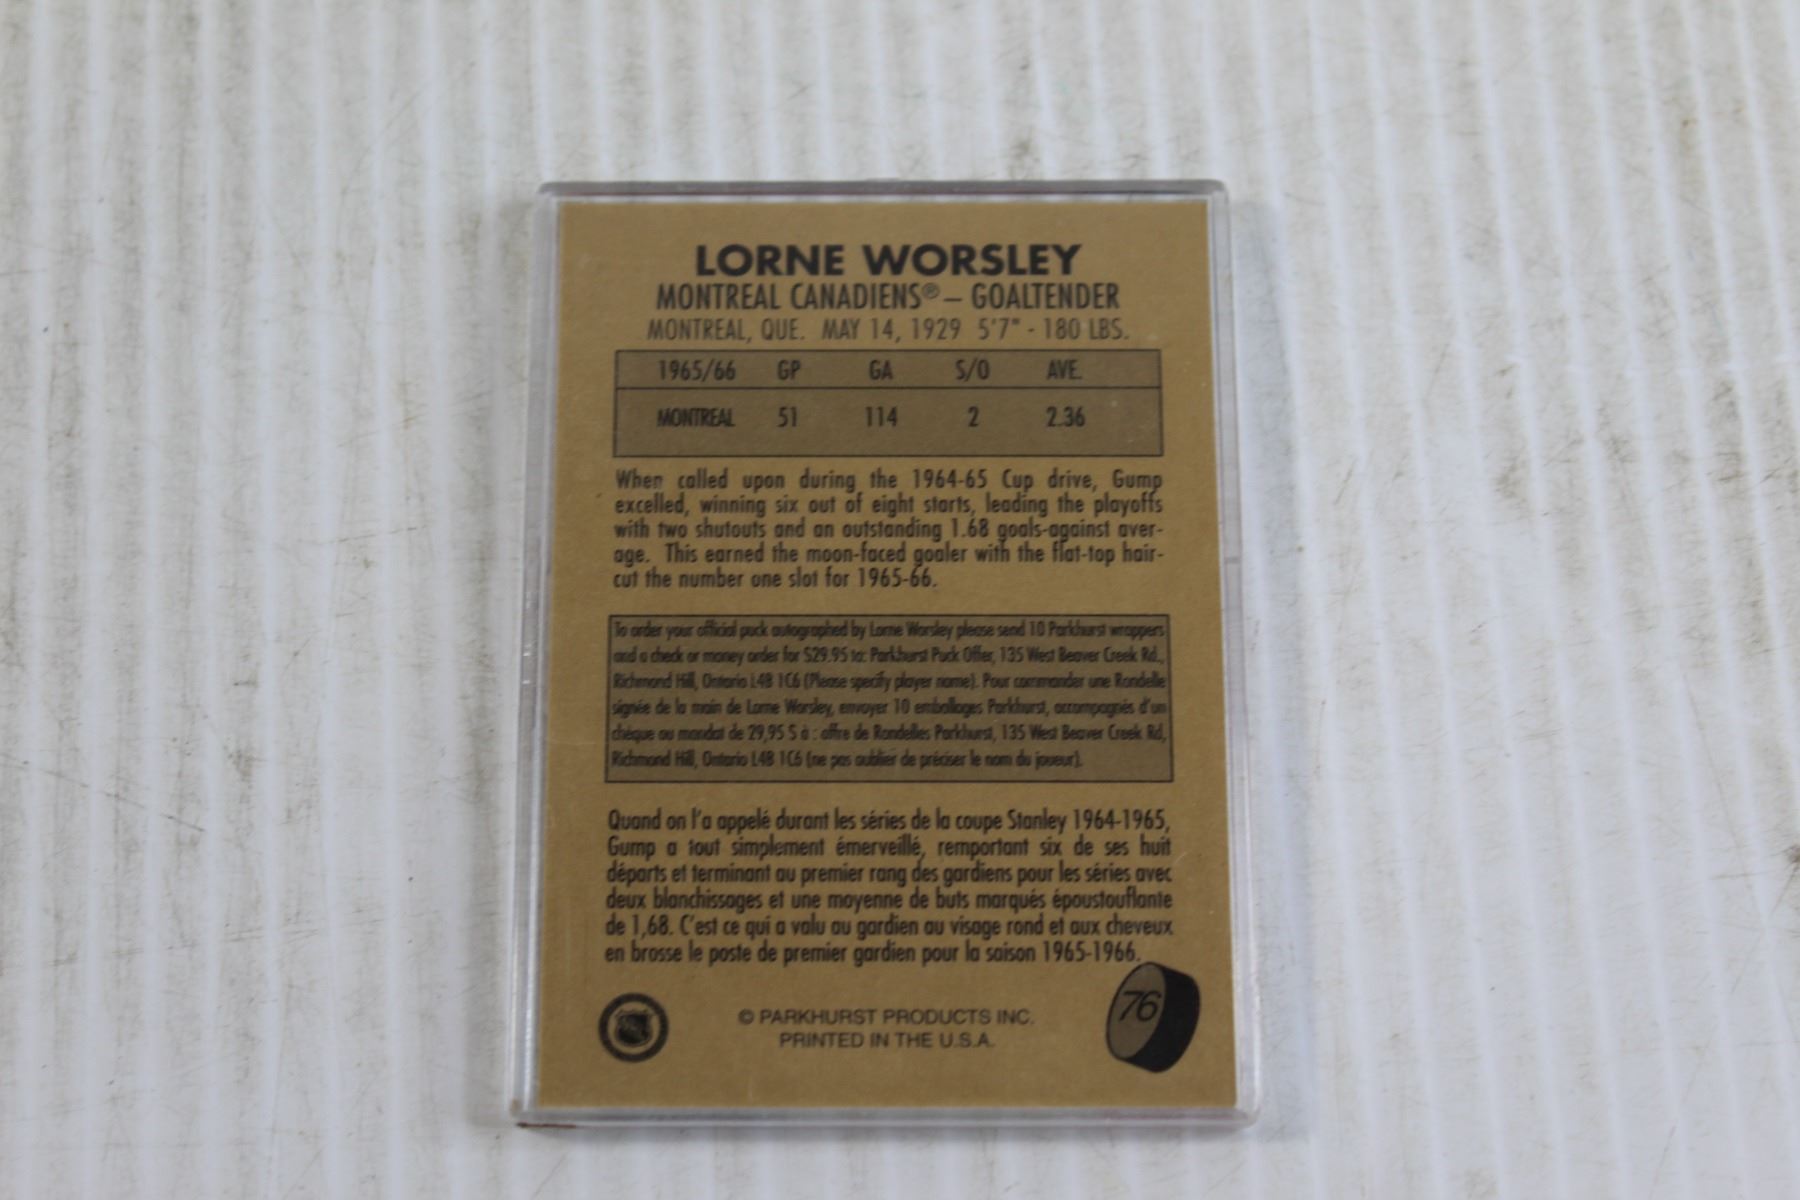 LORNE WORSLEY
MONTREAL CANADIENS® – GOALTENDER
MONTREAL, QUE. MAY 14, 1929 5'7" - 180 LBS.
1965/66 GP GA S/O AVE.
MONTREAL 51 114 2 2.36
When called upon during the 1964-65 Cup drive, Gump
excelled, winning six out of eight starts, leading the playoffs
with two shutouts and an outstanding 1.68 goals-against aver-
age. This earned the moon-faced goaler with the flat-top hair-
cut the number one slot for 1965-66.
To order your official puck autographed by Lorne Worsley please send 10 Parkhurst wrappers
and a check or money order for $29.95 to: Parkhurst Puck Offer, 135 West Beaver Creek Rd.,
Richmond Hill, Ontario L4B 1C6 (Please specify player name). Pour commander une Rondelle
signée de la main de Lorne Worsley, envoyer 10 emballages Parkhurst, accompagnés d'un
chèque ou mandat de 29,95 $ à : offre de Rondelles Parkhurst, 135 West Beaver Creek Rd,
Richmond Hill, Ontario L4B 1C6 (ne pas oublier de préciser le nom du joueur).
Quand on l'a appelé durant les séries de la coupe Stanley 1964-1965,
Gump a tout simplement émerveillé, remportant six de ses huit
départs et terminant au premier rang des gardiens pour les séries avec
deux blanchissages et une moyenne de buts marqués époustouflante
de 1,68. C'est ce qui a valu au gardien au visage rond et aux cheveux
en brosse le poste de premier gardien pour la saison 1965-1966.
© PARKHURST PRODUCTS INC.
PRINTED IN THE U.S.A.
76